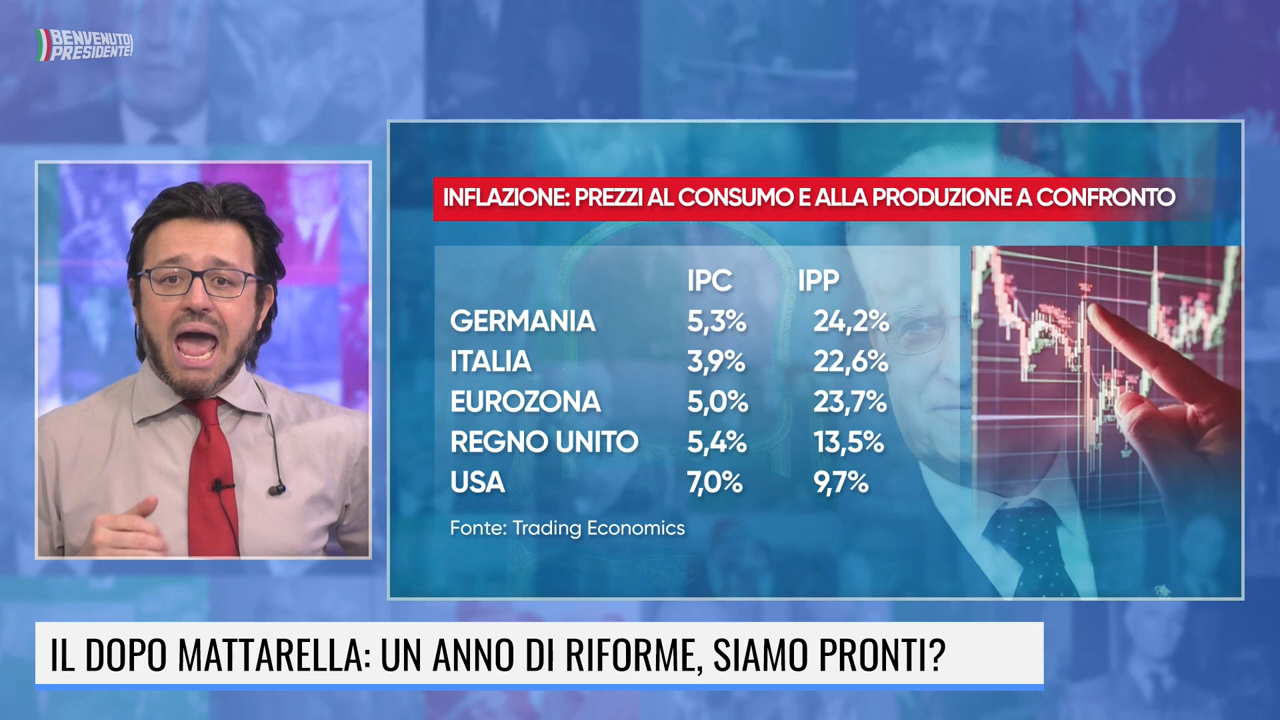 BENVENUTO
PRESIDENTE!
INFLAZIONE: PREZZI AL CONSUMO E ALLA PRODUZIONE A CONFRONTO
IPC IPP
GERMANIA 5,3% 24,2%
ITALIA 3,9% 22,6%
EUROZONA 5,0% 23,7%
REGNO UNITO 5,4% 13,5%
USA 7,0% 9,7%
Fonte: Trading Economics
IL DOPO MATTARELLA: UN ANNO DI RIFORME, SIAMO PRONTI?